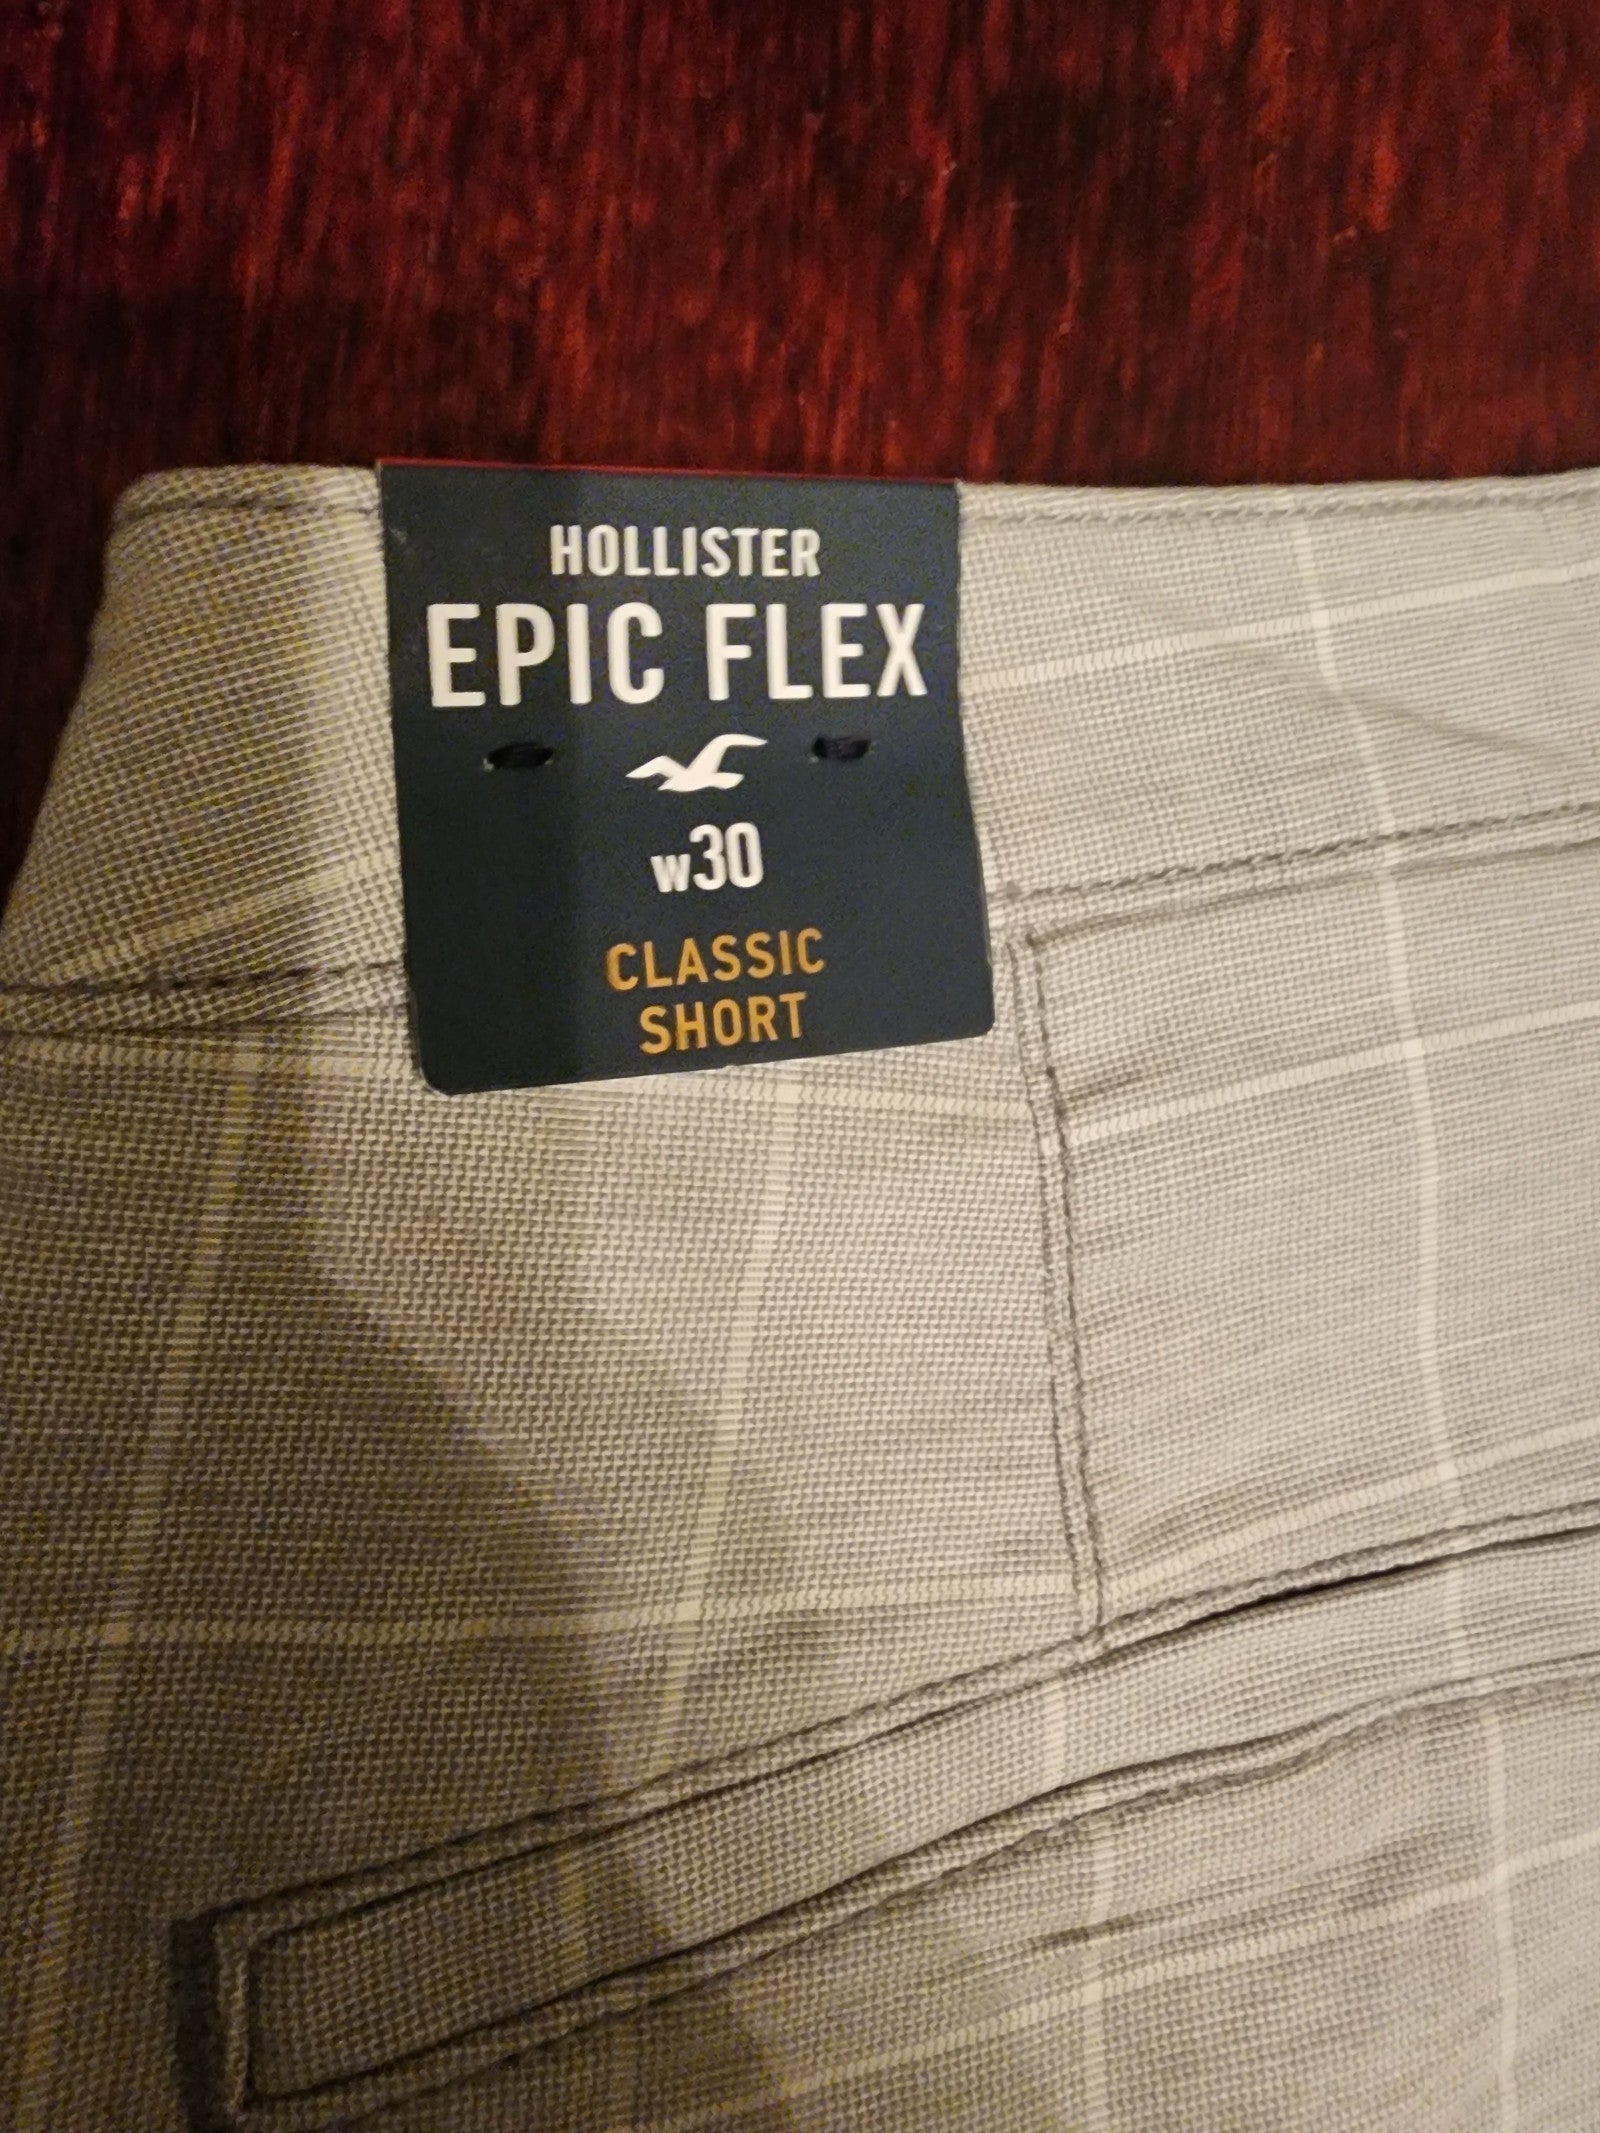 HOLLISTER
EPIC FLEX
w30
CLASSIC
SHORT